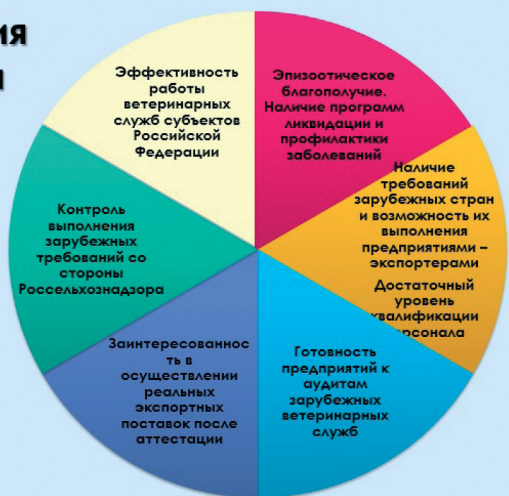 Эффективность
работы
ветеринарных
служб субъектов
Российской
Федерации
Эпизоотическое
благополучие.
Наличие программ
ликвидации и
профилактики
заболеваний
Наличие
требований
зарубежных стран
и возможность их
выполнения
предприятиями –
экспортерами
Достаточный
уровень
квалификации
персонала
Готовность
предприятий к
аудитам
зарубежных
ветеринарных
служб
Заинтересованнос
ть в
осуществлении
реальных
экспортных
поставок после
аттестации
Контроль
выполнения
зарубежных
требований со
стороны
Россельхознадзора